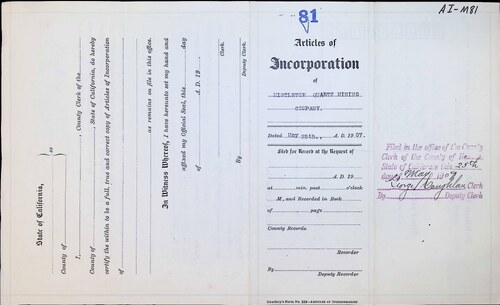 81
AI-M81
Articles of
Incorporation
of
MISTLETOE QUARTZ MINING
COMPANY.
Dated May 25th., A. D. 1907.
Filed for Record at the Request of
A.D. 19
at min. past o'clock
M., and Recorded in Book
of page
County Records
Recorder
By
Deputy Recorder
Filed in the office of the County
Clerk of the County of
State of California this 28th
day of May 1909
Clerk
By Deputy Clerk
State of California,
County of ss
I, , County Clerk of the
County of , State of California, do hereby
certify the within to be a full, true and correct copy of Articles of Incorporation
as remains on file in this office.
In Witness Whereof, I have hereunto set my hand and
affixed my Official Seal, this day
of A. D. 19
Clerk.
By
Deputy Clerk.